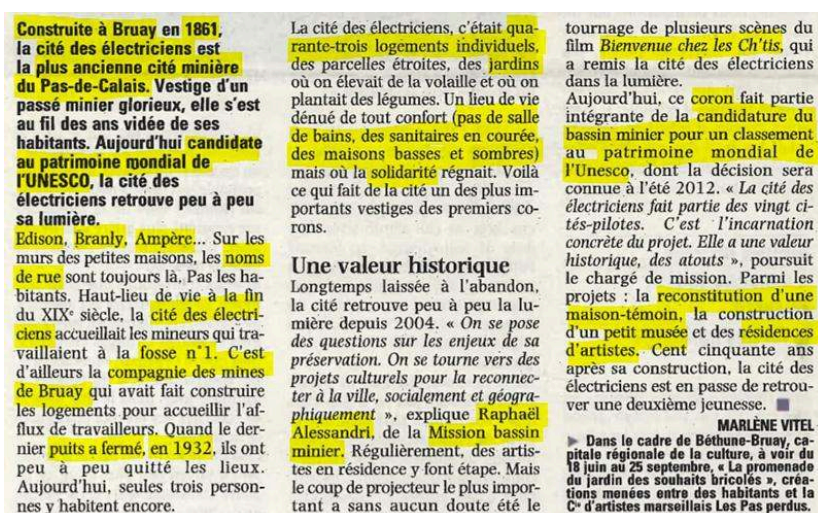 Construite à Bruay en 1861,
la cité des électriciens est
la plus ancienne cité minière
du Pas-de-Calais. Vestige d'un
passé minier glorieux, elle s'est
au fil des ans vidée de ses
habitants. Aujourd'hui candidate
au patrimoine mondial de
l'UNESCO, la cité des
électriciens retrouve peu à peu
sa lumière.
Edison, Branly, Ampère... Sur les
murs des petites maisons, les noms
de rue sont toujours là. Pas les ha-
bitants. Haut-lieu de vie à la fin
du XIXe siècle, la cité des électri-
ciens accueillait les mineurs qui tra-
vaillaient à la fosse n°1. C'est
d'ailleurs la compagnie des mines
de Bruay qui avait fait construire
les logements pour accueillir l'af-
flux de travailleurs. Quand le der-
nier puits a fermé, en 1932, ils ont
peu à peu quitté les lieux.
Aujourd'hui, seules trois person-
nes y habitent encore.
La cité des électriciens, c'était qua-
rante-trois logements individuels,
des parcelles étroites, des jardins
où on élevait de la volaille et où on
plantait des légumes. Un lieu de vie
dénué de tout confort (pas de salle
de bains, des sanitaires en courée,
des maisons basses et sombres)
mais où la solidarité régnait. Voilà
ce qui fait de la cité un des plus im-
portants vestiges des premiers co-
rons.
Une valeur historique
Longtemps laissée à l'abandon,
la cité retrouve peu à peu la lu-
mière depuis 2004. « On se pose
des questions sur les enjeux de sa
préservation. On se tourne vers des
projets culturels pour la reconnec-
ter à la ville, socialement et géogra-
phiquement », explique Raphaël
Alessandri, de la Mission bassin
minier. Régulièrement, des artis-
tes en résidence y font étape. Mais
le coup de projecteur le plus impor-
tant a sans aucun doute été le
tournage de plusieurs scènes du
film Bienvenue chez les Ch'tis, qui
a remis la cité des électriciens
dans la lumière.
Aujourd'hui, ce coron fait partie
intégrante de la candidature du
bassin minier pour un classement
au patrimoine mondial de
l'Unesco, dont la décision sera
connue à l'été 2012. « La cité des
électriciens fait partie des vingt ci-
tés-pilotes. C'est l'incarnation
concrète du projet. Elle a une valeur
historique, des atouts », poursuit
le chargé de mission. Parmi les
projets : la reconstitution d'une
maison-témoin, la construction
d'un petit musée et des résidences
d'artistes. Cent cinquante ans
après sa construction, la cité des
électriciens est en passe de retrou-
ver une deuxième jeunesse. ■
MARLÈNE VITEL
▶ Dans le cadre de Béthune-Bruay, ca-
pitale régionale de la culture, à voir du
18 juin au 25 septembre, « La promenade
du jardin des souhaits bricolés », créa-
tions menées entre des habitants et la
Cie d'artistes marseillais Les Pas perdus.